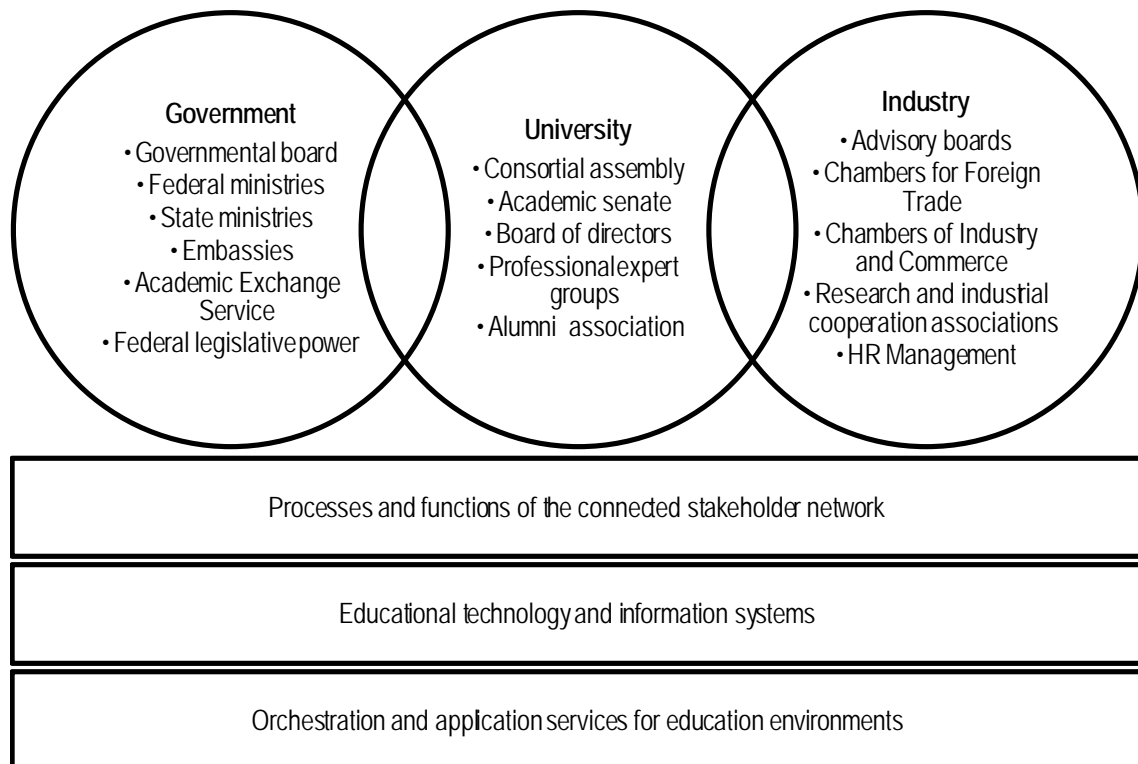 Government
• Governmental board
• Federal ministries
• State ministries
• Embassies
• Academic Exchange
Service
• Federal legislative power
University
• Consortial assembly
• Academic senate
• Board of directors
• Professional expert
groups
• Alumni association
Industry
• Advisory boards
• Chambers for Foreign
Trade
• Chambers of Industry
and Commerce
• Research and industrial
cooperation associations
• HR Management
Processes and functions of the connected stakeholder network
Educational technology and information systems
Orchestration and application services for education environments